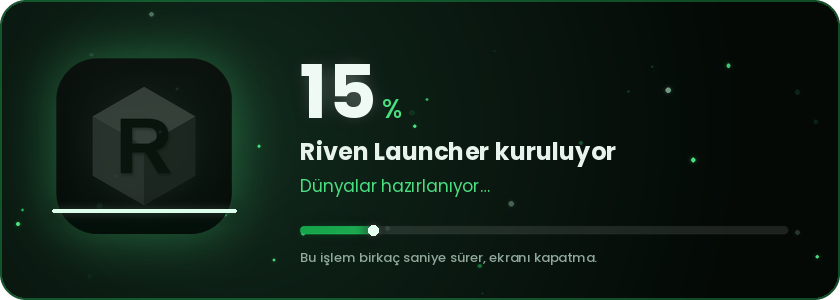 R
15 %
Riven Launcher kuruluyor
Dünyalar hazırlanıyor...
Bu işlem birkaç saniye sürer, ekranı kapatma.